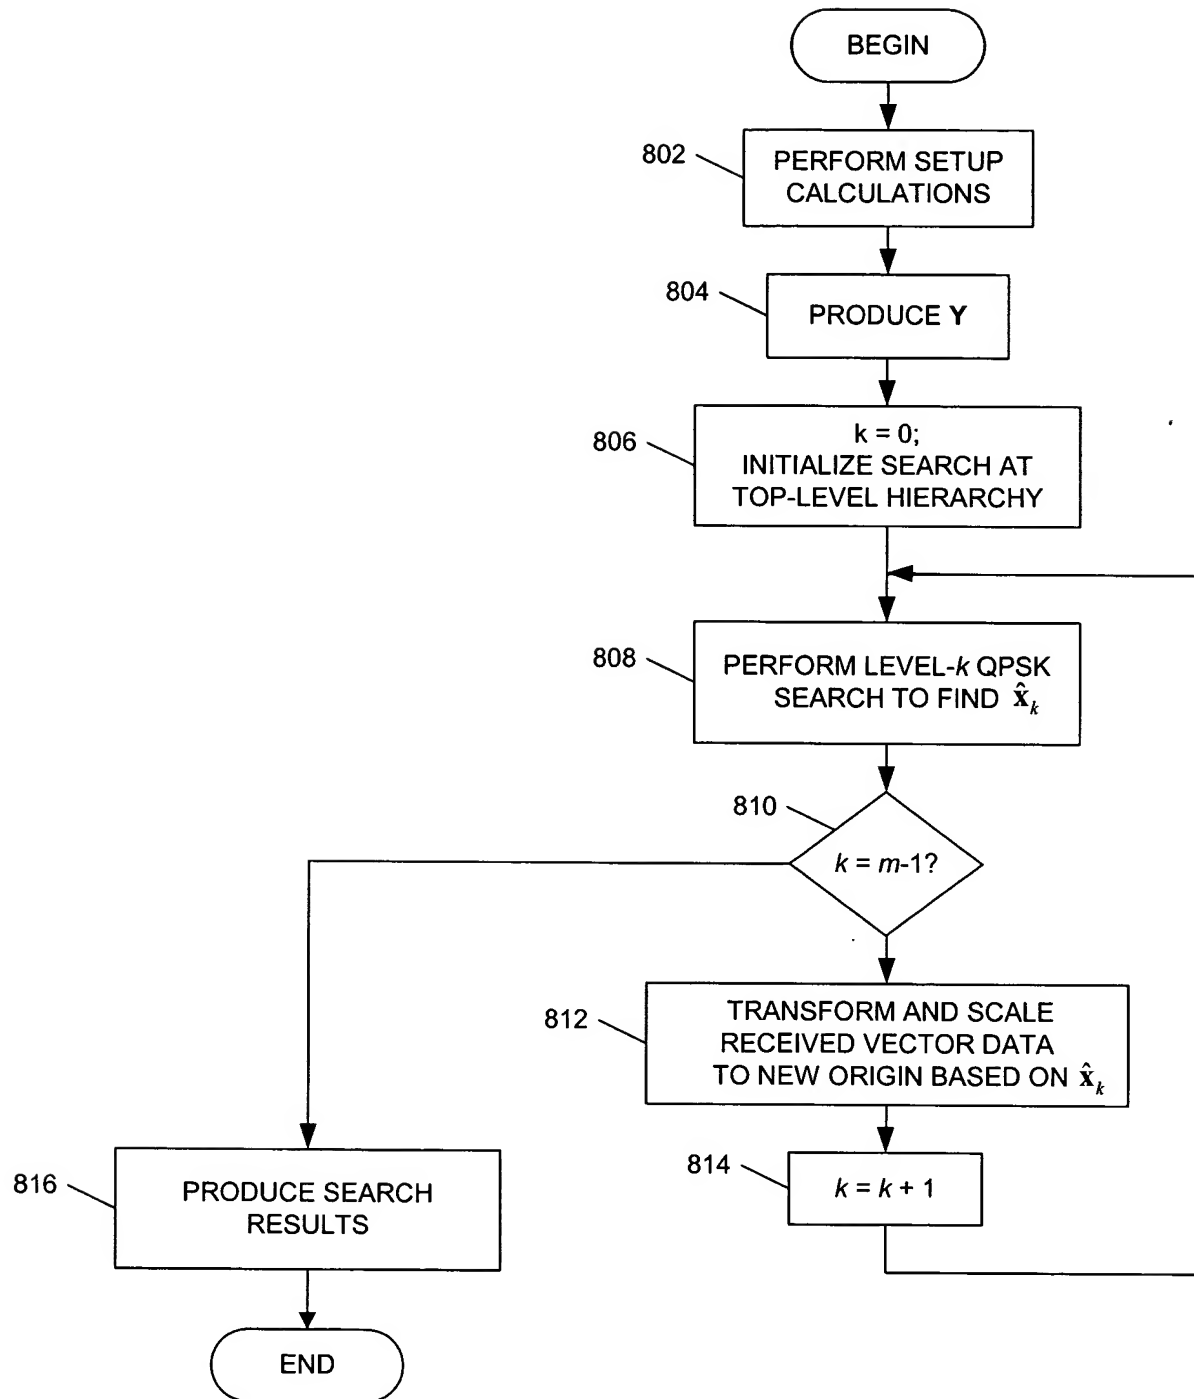 BEGIN
802
PERFORM SETUP
CALCULATIONS
804
PRODUCE Y
806
k = 0;
INITIALIZE SEARCH AT
TOP-LEVEL HIERARCHY
808
PERFORM LEVEL-k QPSK
SEARCH TO FIND x̂ₖ
810
k = m-1?
812
TRANSFORM AND SCALE
RECEIVED VECTOR DATA
TO NEW ORIGIN BASED ON x̂ₖ
814
k = k + 1
816
PRODUCE SEARCH
RESULTS
END